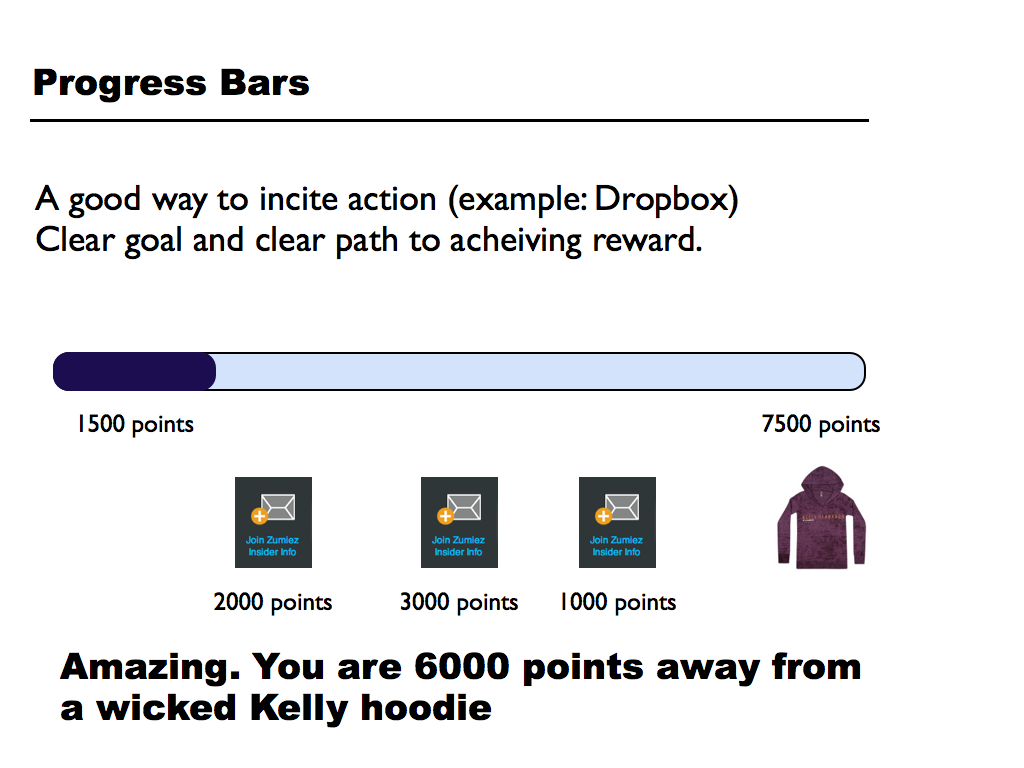 Progress Bars
A good way to incite action (example: Dropbox)
Clear goal and clear path to acheiving reward.
1500 points
7500 points
Join Zumiez
Insider Info
Join Zumiez
Insider Info
Join Zumiez
Insider Info
2000 points
3000 points
1000 points
Amazing. You are 6000 points away from
a wicked Kelly hoodie